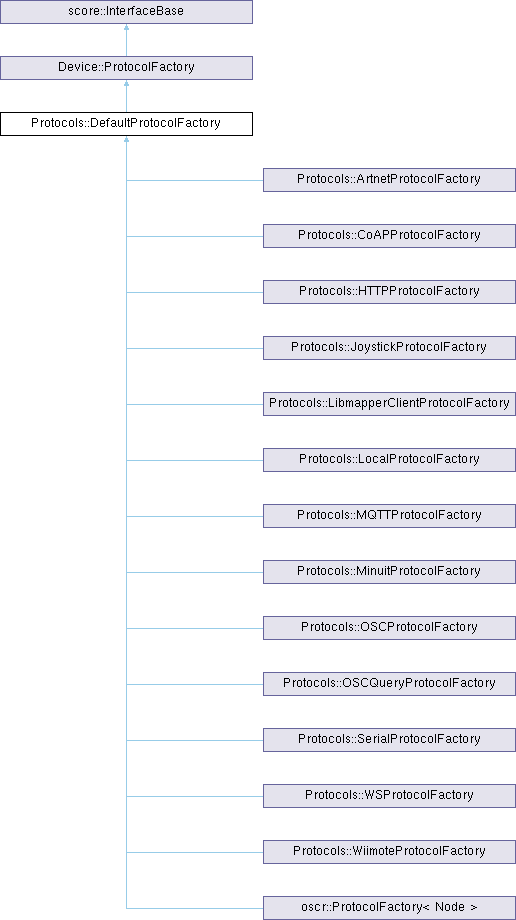 score::InterfaceBase
Device::ProtocolFactory
Protocols::DefaultProtocolFactory
Protocols::ArtnetProtocolFactory
Protocols::CoAPProtocolFactory
Protocols::HTTPProtocolFactory
Protocols::JoystickProtocolFactory
Protocols::LibmapperClientProtocolFactory
Protocols::LocalProtocolFactory
Protocols::MQTTProtocolFactory
Protocols::MinuitProtocolFactory
Protocols::OSCProtocolFactory
Protocols::OSCQueryProtocolFactory
Protocols::SerialProtocolFactory
Protocols::WSProtocolFactory
Protocols::WiimoteProtocolFactory
oscr::ProtocolFactory< Node >